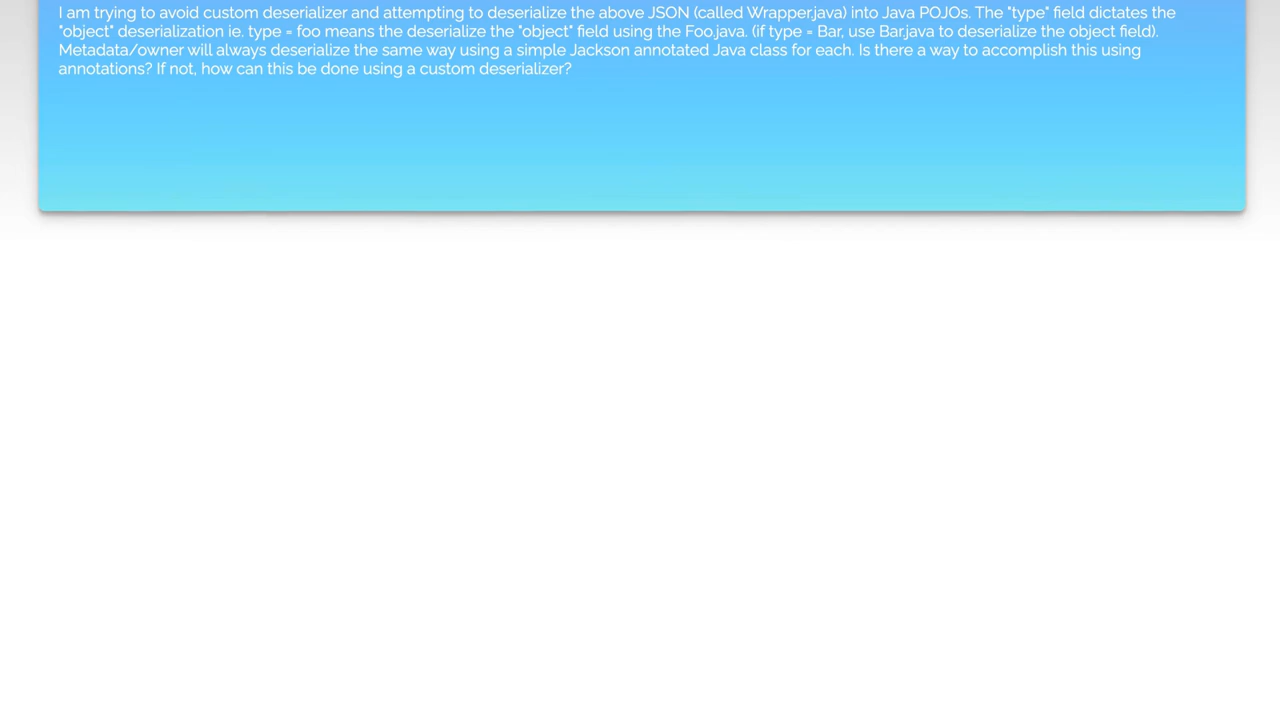 I am trying to avoid custom deserializer and attempting to deserialize the above JSON (called Wrapper.java) into Java POJOs. The "type" field dictates the
"object" deserialization ie. type = foo means the deserialize the "object" field using the Foo.java. (if type = Bar, use Bar.java to deserialize the object field).
Metadata/owner will always deserialize the same way using a simple Jackson annotated Java class for each. Is there a way to accomplish this using
annotations? If not, how can this be done using a custom deserializer?